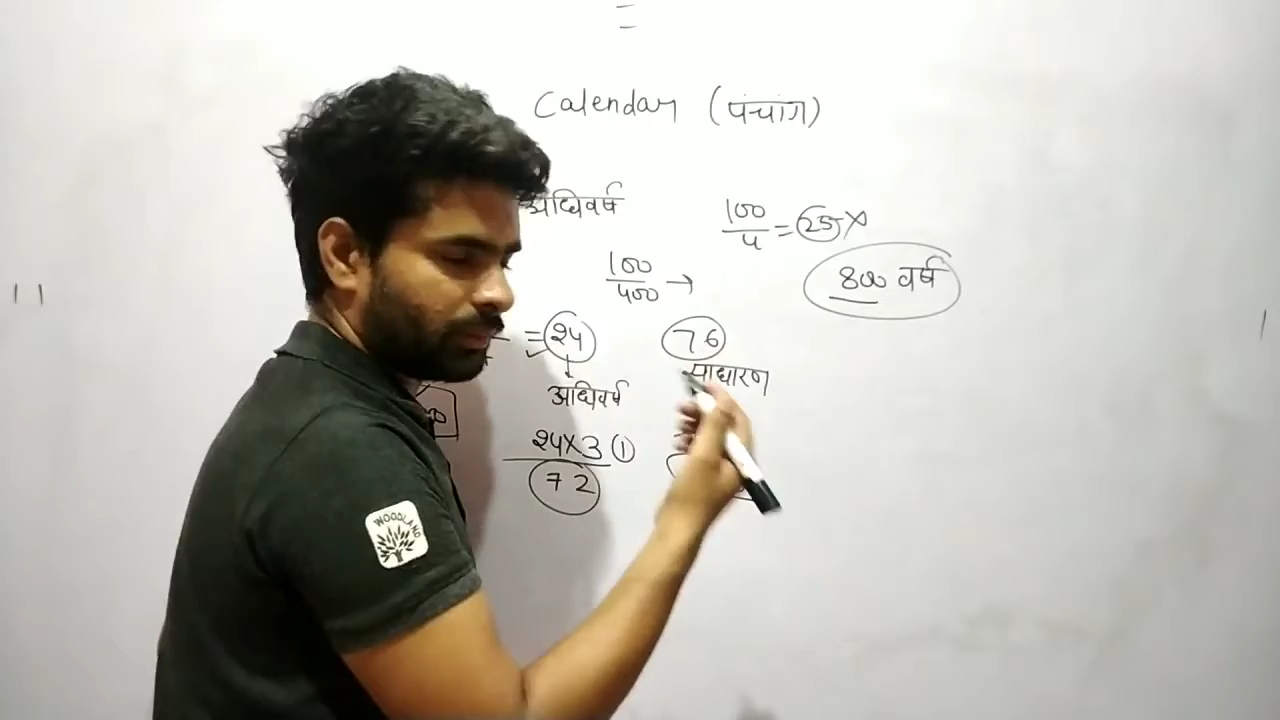 =
Calendar (पंचांग)
अधिवर्ष
100/4 = 25 ×
100/400 →
800 वर्ष
= 24
76
अधिवर्ष
साधारण
24×3 ①
72
WOODLAND